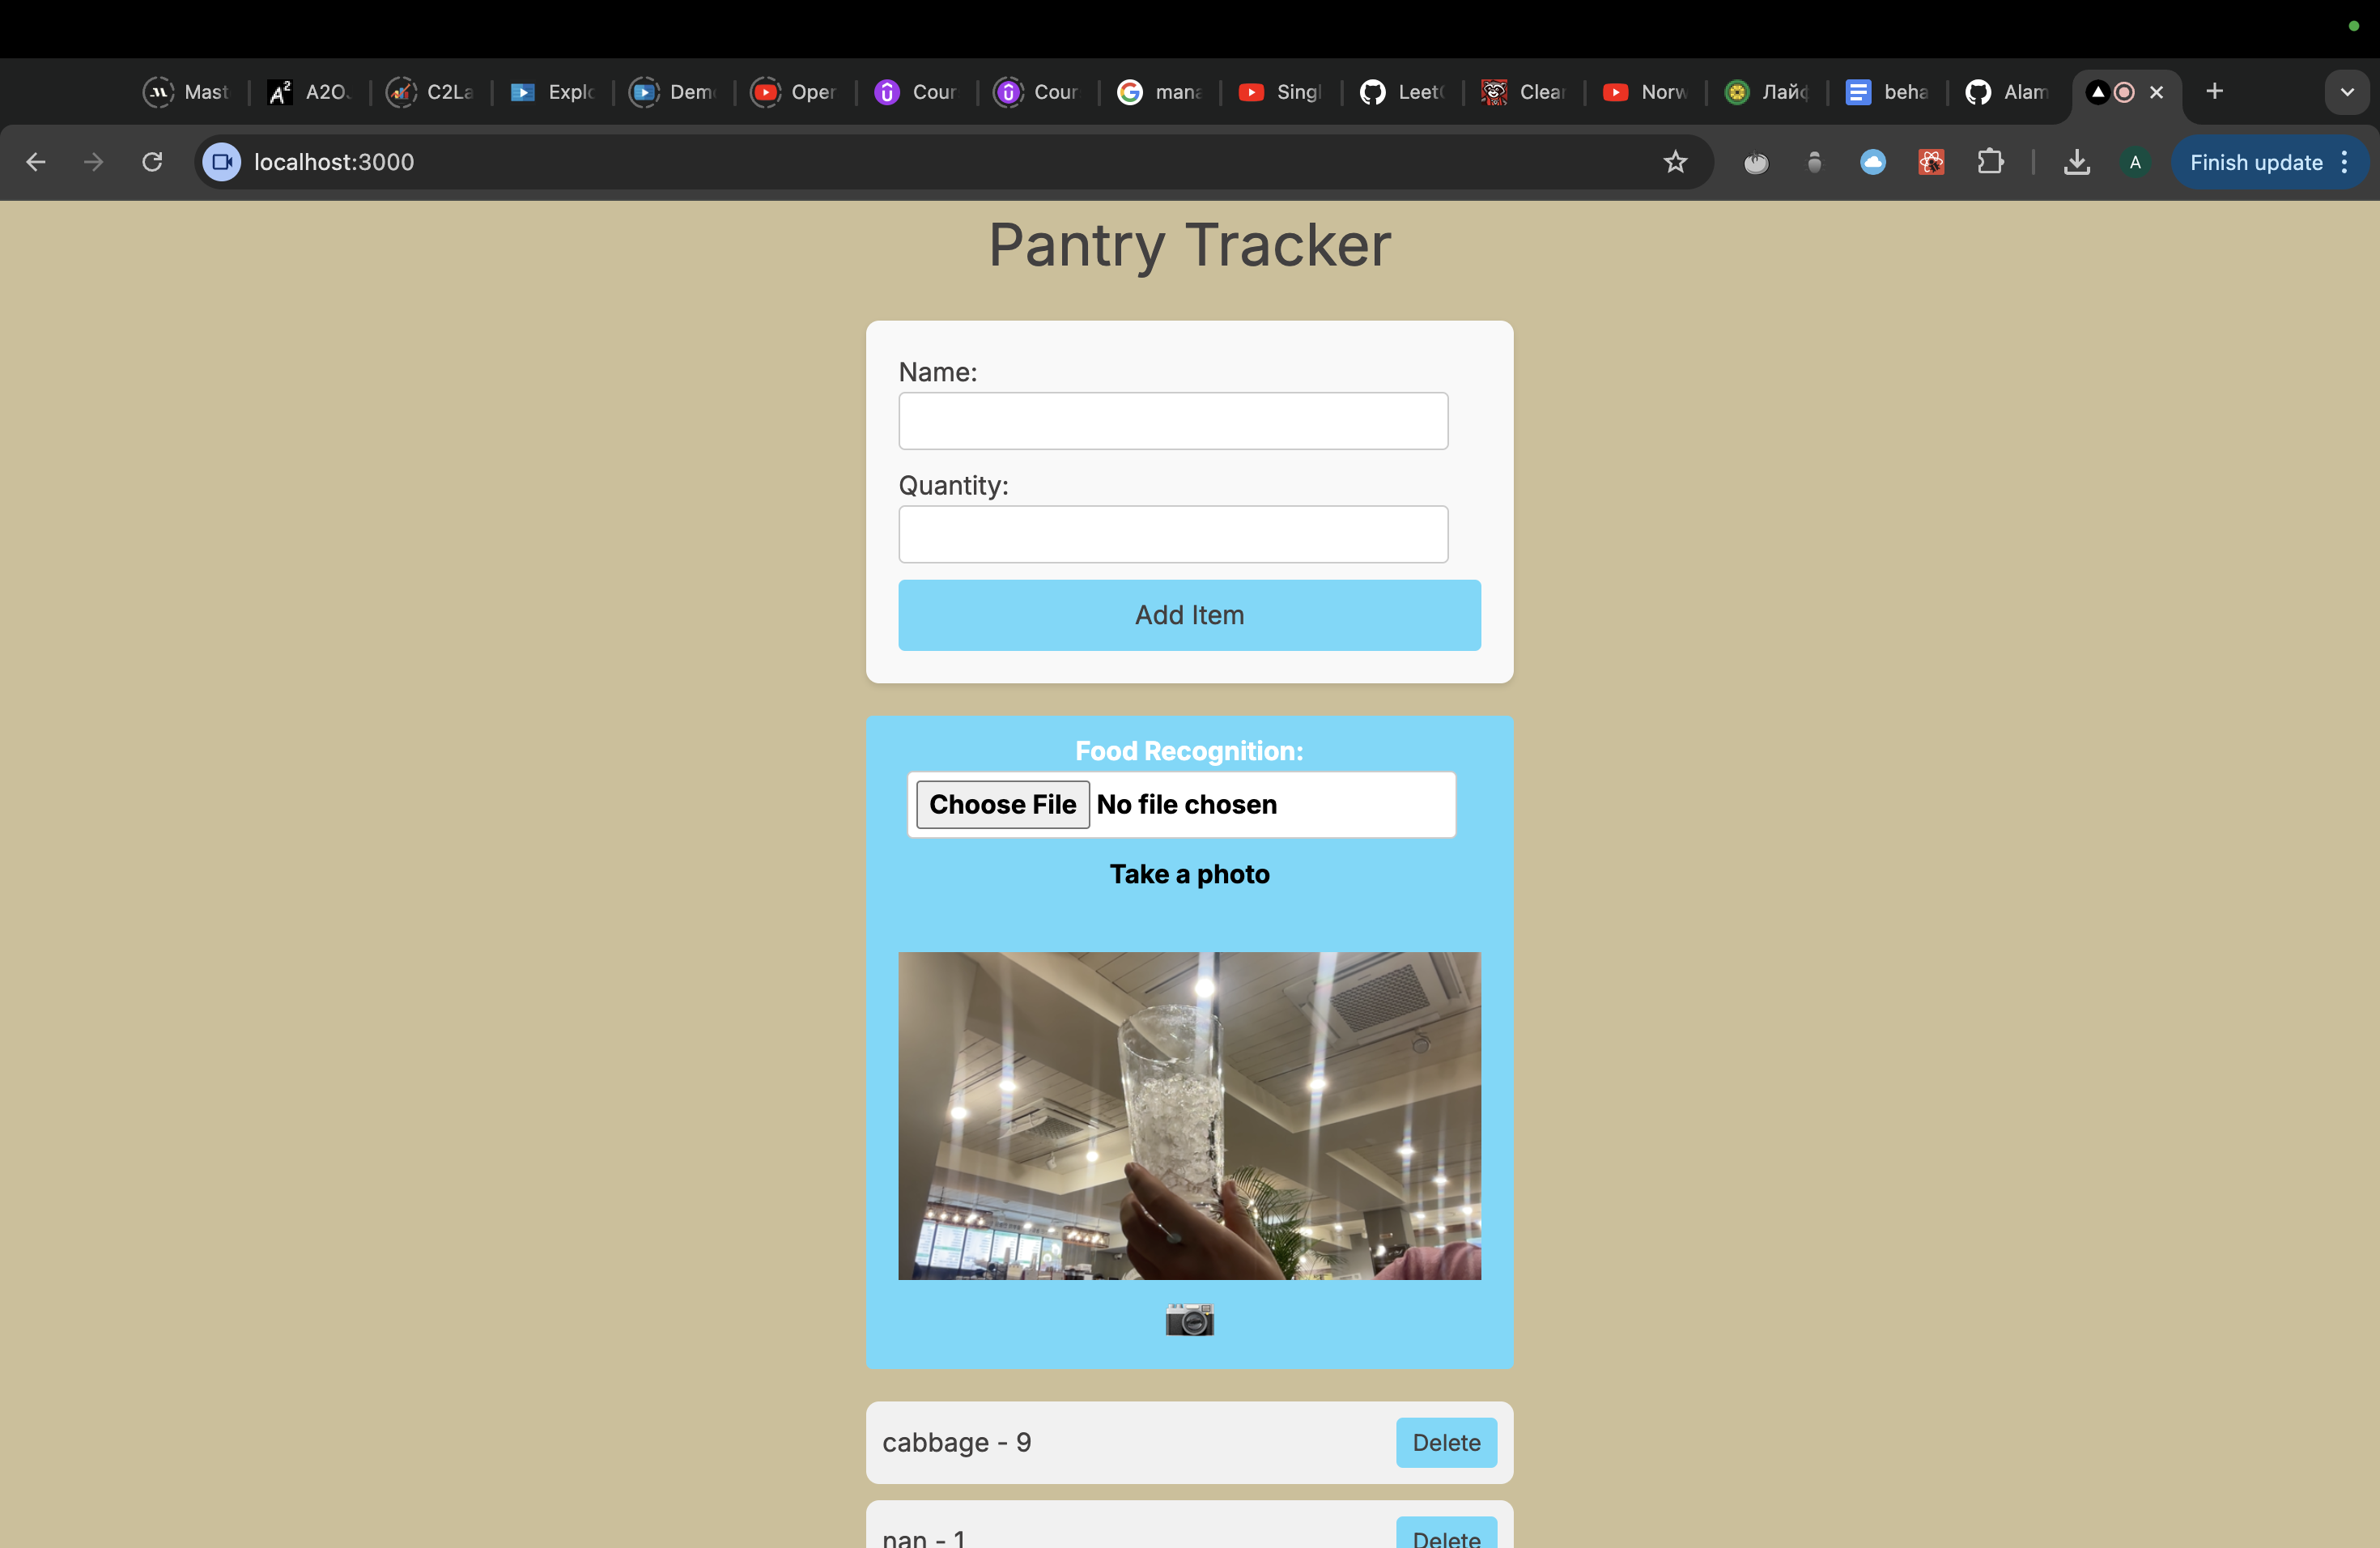 Mast
A2O
C2La
Explo
Demo
Oper
Cour
Cour
mana
Singl
Leet
Clear
Norw
Лайф
beha
Alam
localhost:3000
A
Finish update
Pantry Tracker
Name:
Quantity:
Add Item
Food Recognition:
Choose File No file chosen
Take a photo
cabbage - 9 Delete
nan - 1 Delete